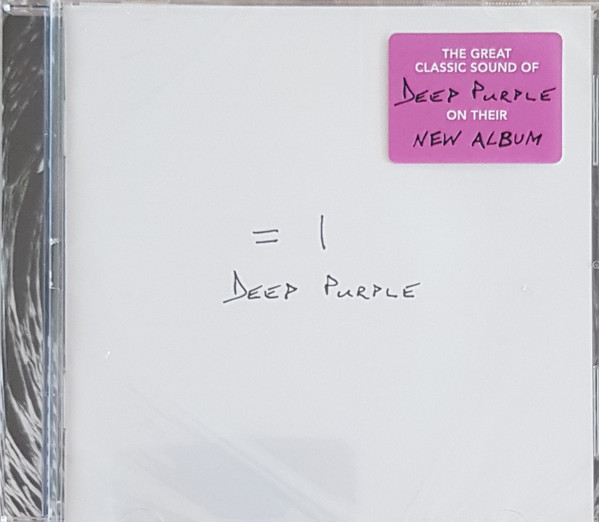 THE GREAT
CLASSIC SOUND OF
DEEP PURPLE
ON THEIR
NEW ALBUM
= 1
DEEP PURPLE